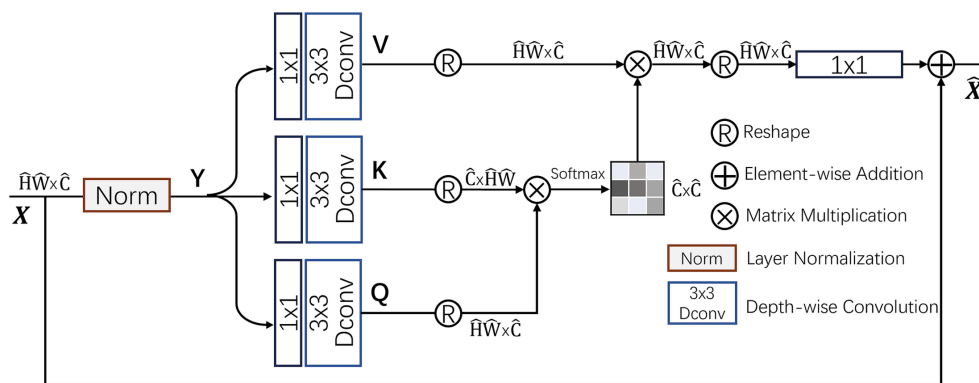 ĤŴxĈ
X
Norm
Y
1x1
3x3
Dconv
V
R
ĤŴxĈ
ĤŴxĈ
R
ĤŴxĈ
1x1
X̂
1x1
3x3
Dconv
K
R
ĈxĤŴ
Softmax
ĈxĈ
1x1
3x3
Dconv
Q
R
ĤŴxĈ
R Reshape
Element-wise Addition
Matrix Multiplication
Norm Layer Normalization
3x3
Dconv
Depth-wise Convolution